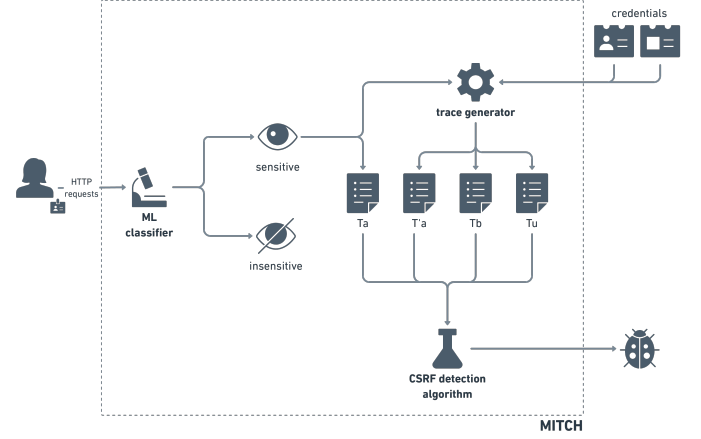 credentials
trace generator
HTTP
requests
sensitive
ML
classifier
Ta
T'a
Tb
Tu
insensitive
CSRF detection
algorithm
MITCH